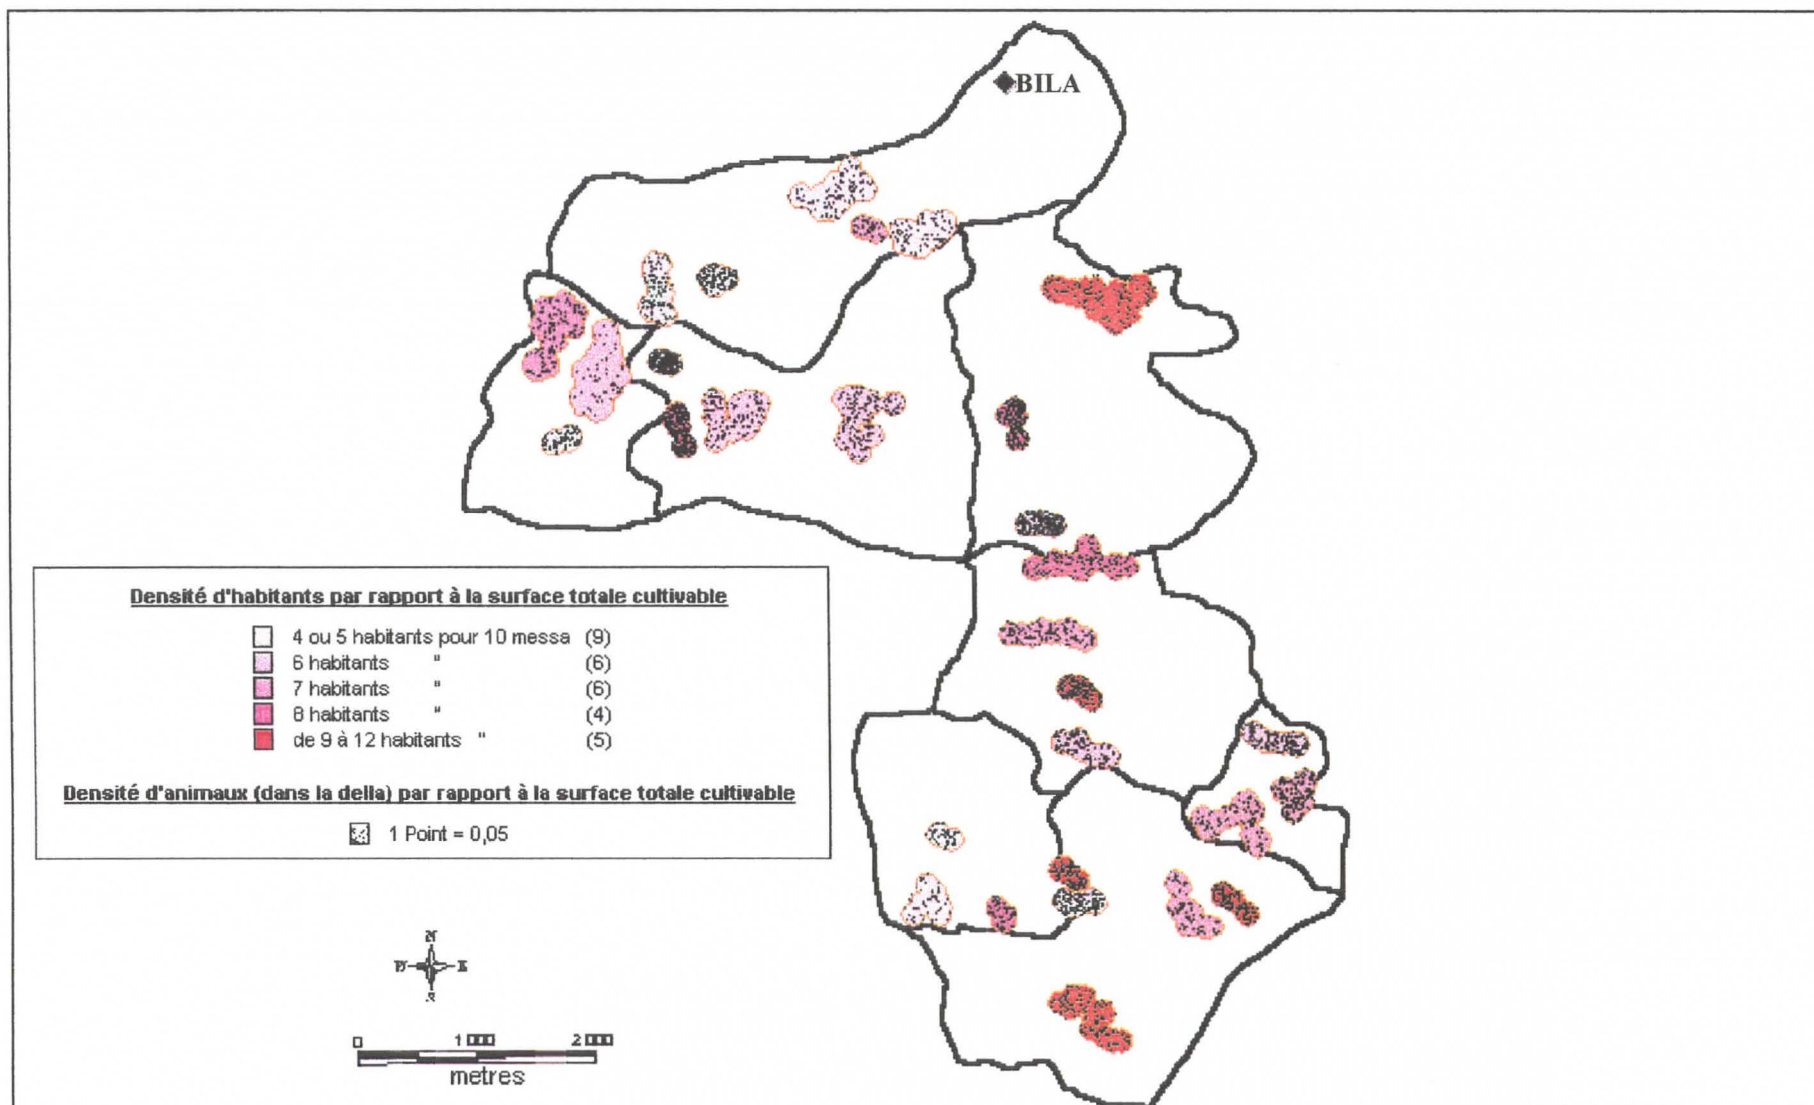 BILA
Densité d'habitants par rapport à la surface totale cultivable
4 ou 5 habitants pour 10 messa (9)
6 habitants " (6)
7 habitants " (6)
8 habitants " (4)
de 9 à 12 habitants " (5)
Densité d'animaux (dans la della) par rapport à la surface totale cultivable
1 Point = 0,05
N
E
S
0 1 000 2 000
metres